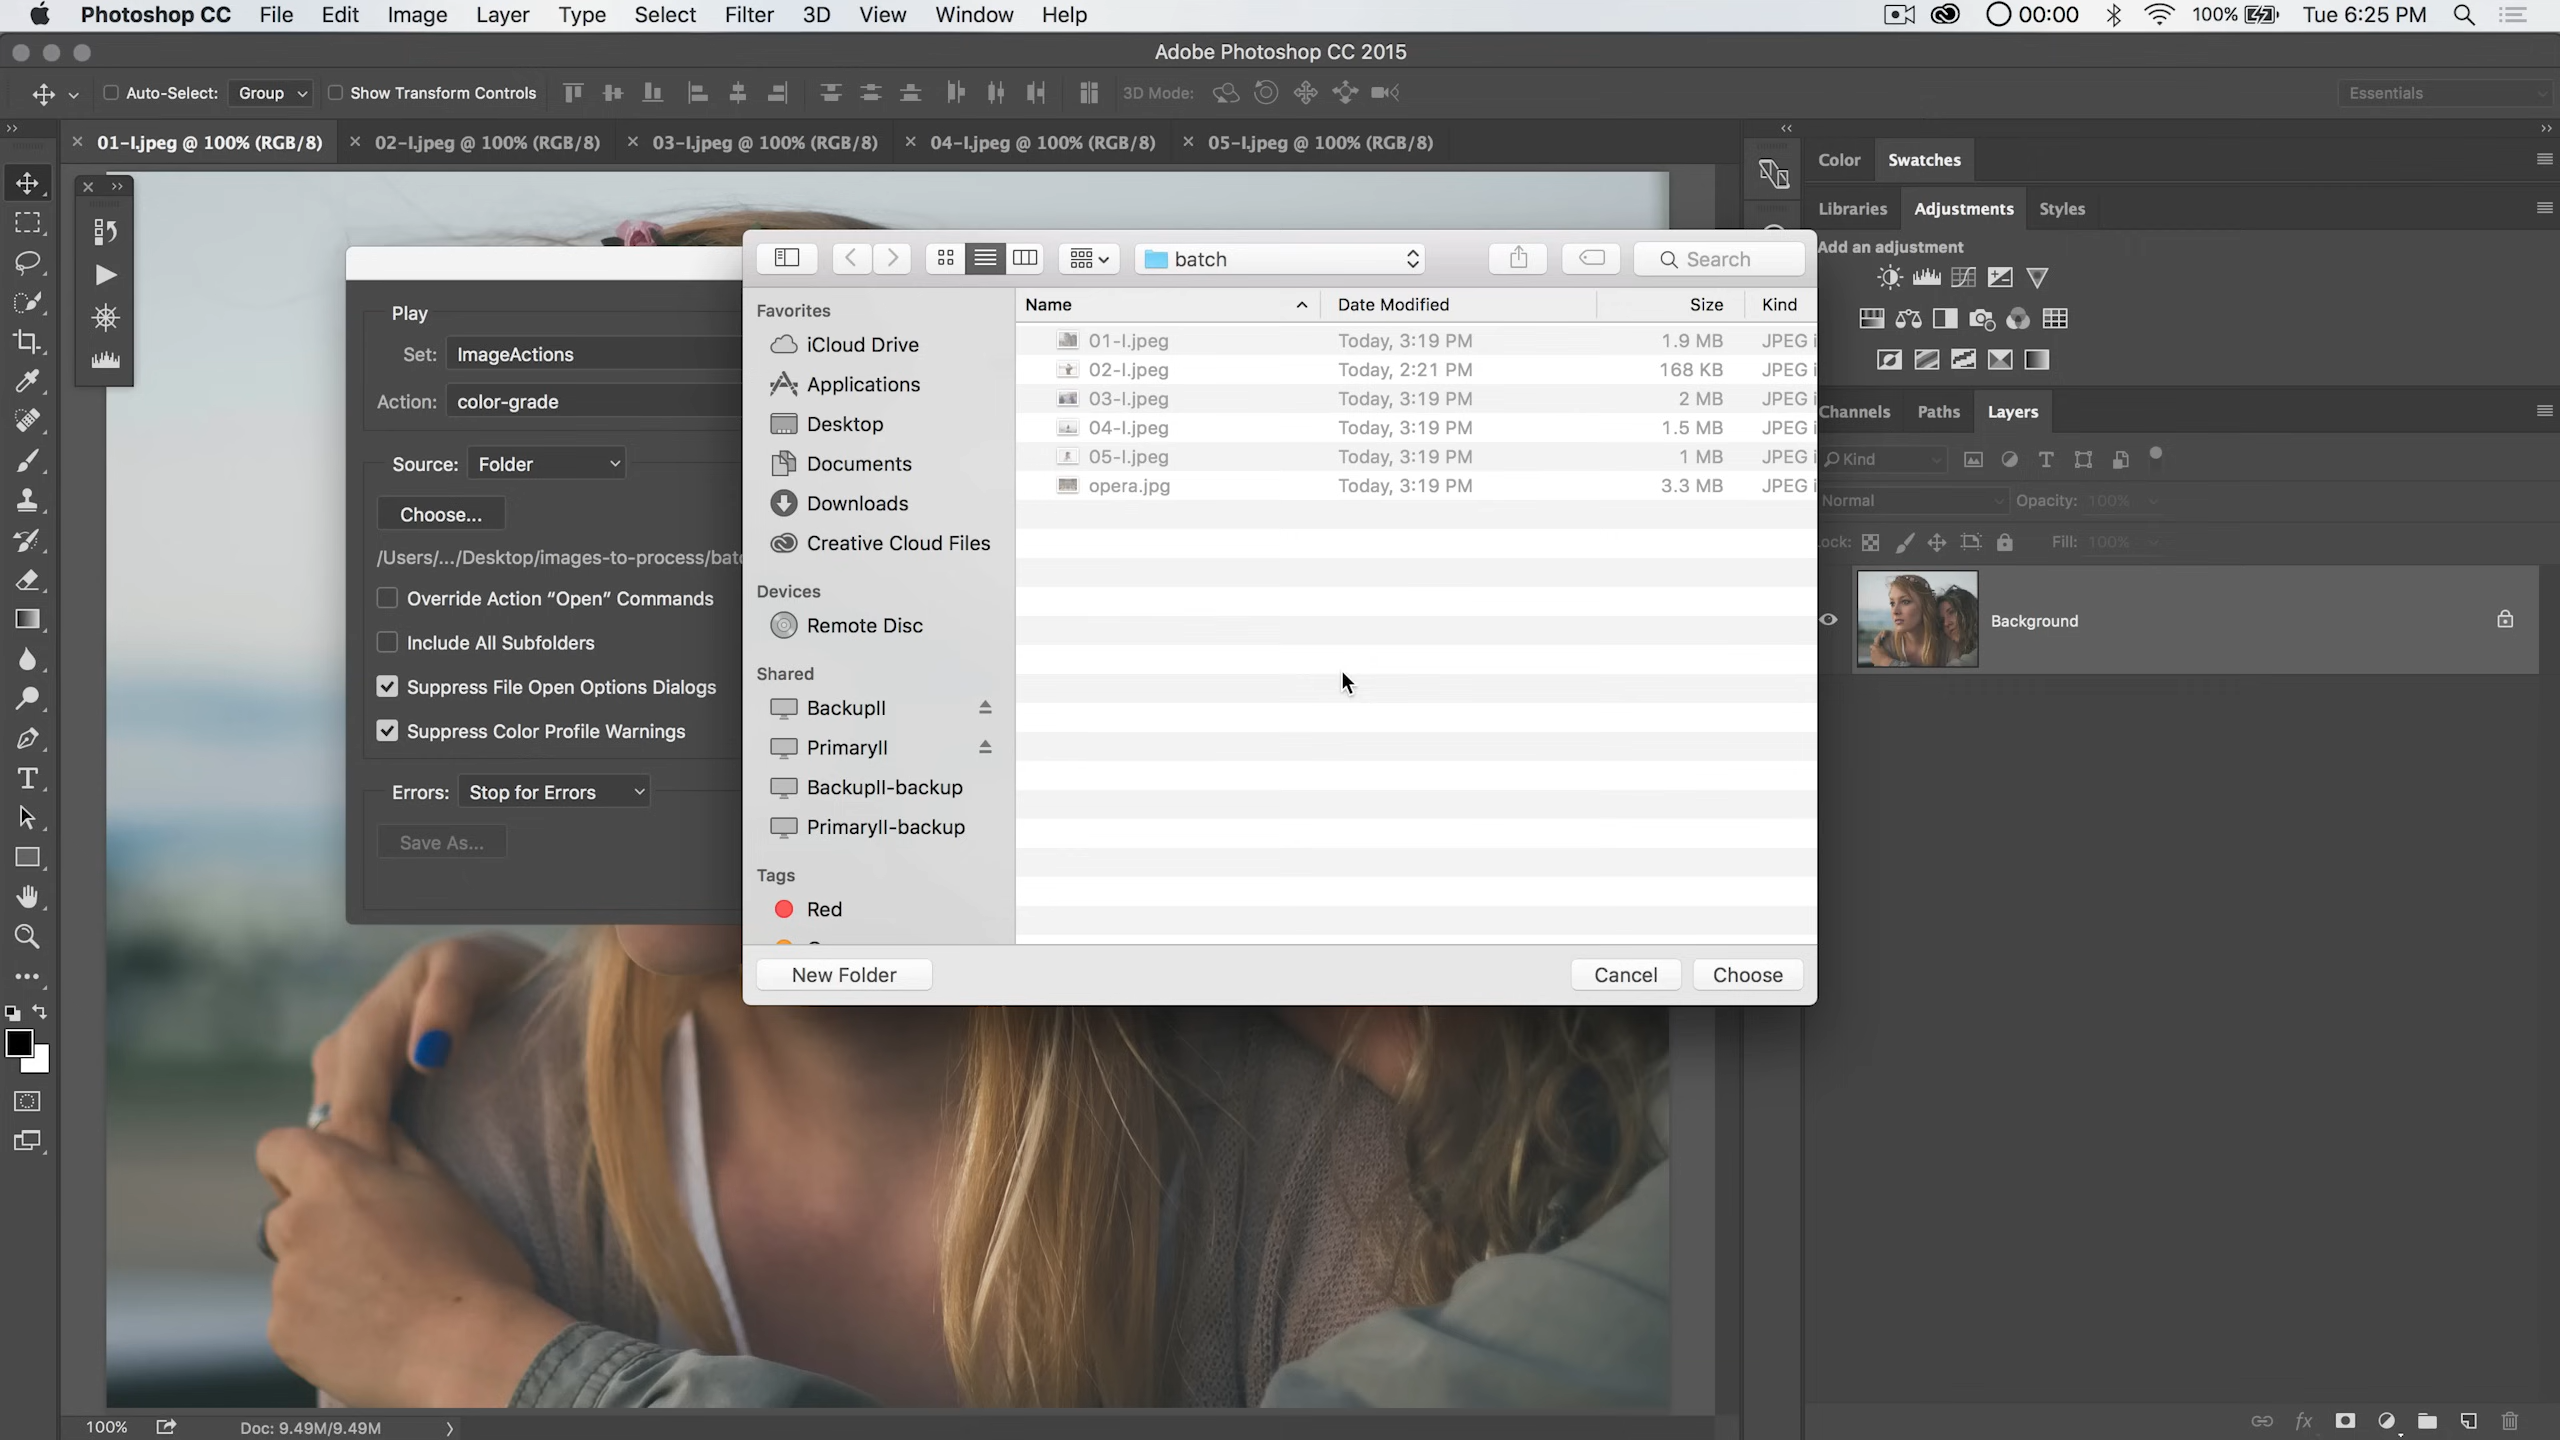 Photoshop CC File Edit Image Layer Type Select Filter 3D View Window Help 00:00 100% Tue 6:25 PM
Adobe Photoshop CC 2015
Auto-Select: Group Show Transform Controls 3D Mode: Essentials
01-I.jpeg @ 100% (RGB/8) 02-I.jpeg @ 100% (RGB/8) 03-I.jpeg @ 100% (RGB/8) 04-I.jpeg @ 100% (RGB/8) 05-I.jpeg @ 100% (RGB/8)
Play
Set: ImageActions
Action: color-grade
Source: Folder
Choose...
/Users/.../Desktop/images-to-process/bat
Override Action “Open” Commands
Include All Subfolders
Suppress File Open Options Dialogs
Suppress Color Profile Warnings
Errors: Stop for Errors
Save As...
batch
Search
Favorites
iCloud Drive
Applications
Desktop
Documents
Downloads
Creative Cloud Files
Devices
Remote Disc
Shared
BackupII
PrimaryII
BackupII-backup
PrimaryII-backup
Tags
Red
Name Date Modified Size Kind
01-I.jpeg Today, 3:19 PM 1.9 MB JPEG i
02-I.jpeg Today, 2:21 PM 168 KB JPEG i
03-I.jpeg Today, 3:19 PM 2 MB JPEG i
04-I.jpeg Today, 3:19 PM 1.5 MB JPEG i
05-I.jpeg Today, 3:19 PM 1 MB JPEG i
opera.jpg Today, 3:19 PM 3.3 MB JPEG i
New Folder Cancel Choose
Color Swatches
Libraries Adjustments Styles
Add an adjustment
Channels Paths Layers
Kind
Normal Opacity: 100%
ock: Fill: 100%
Background
fx
100% Doc: 9.49M/9.49M